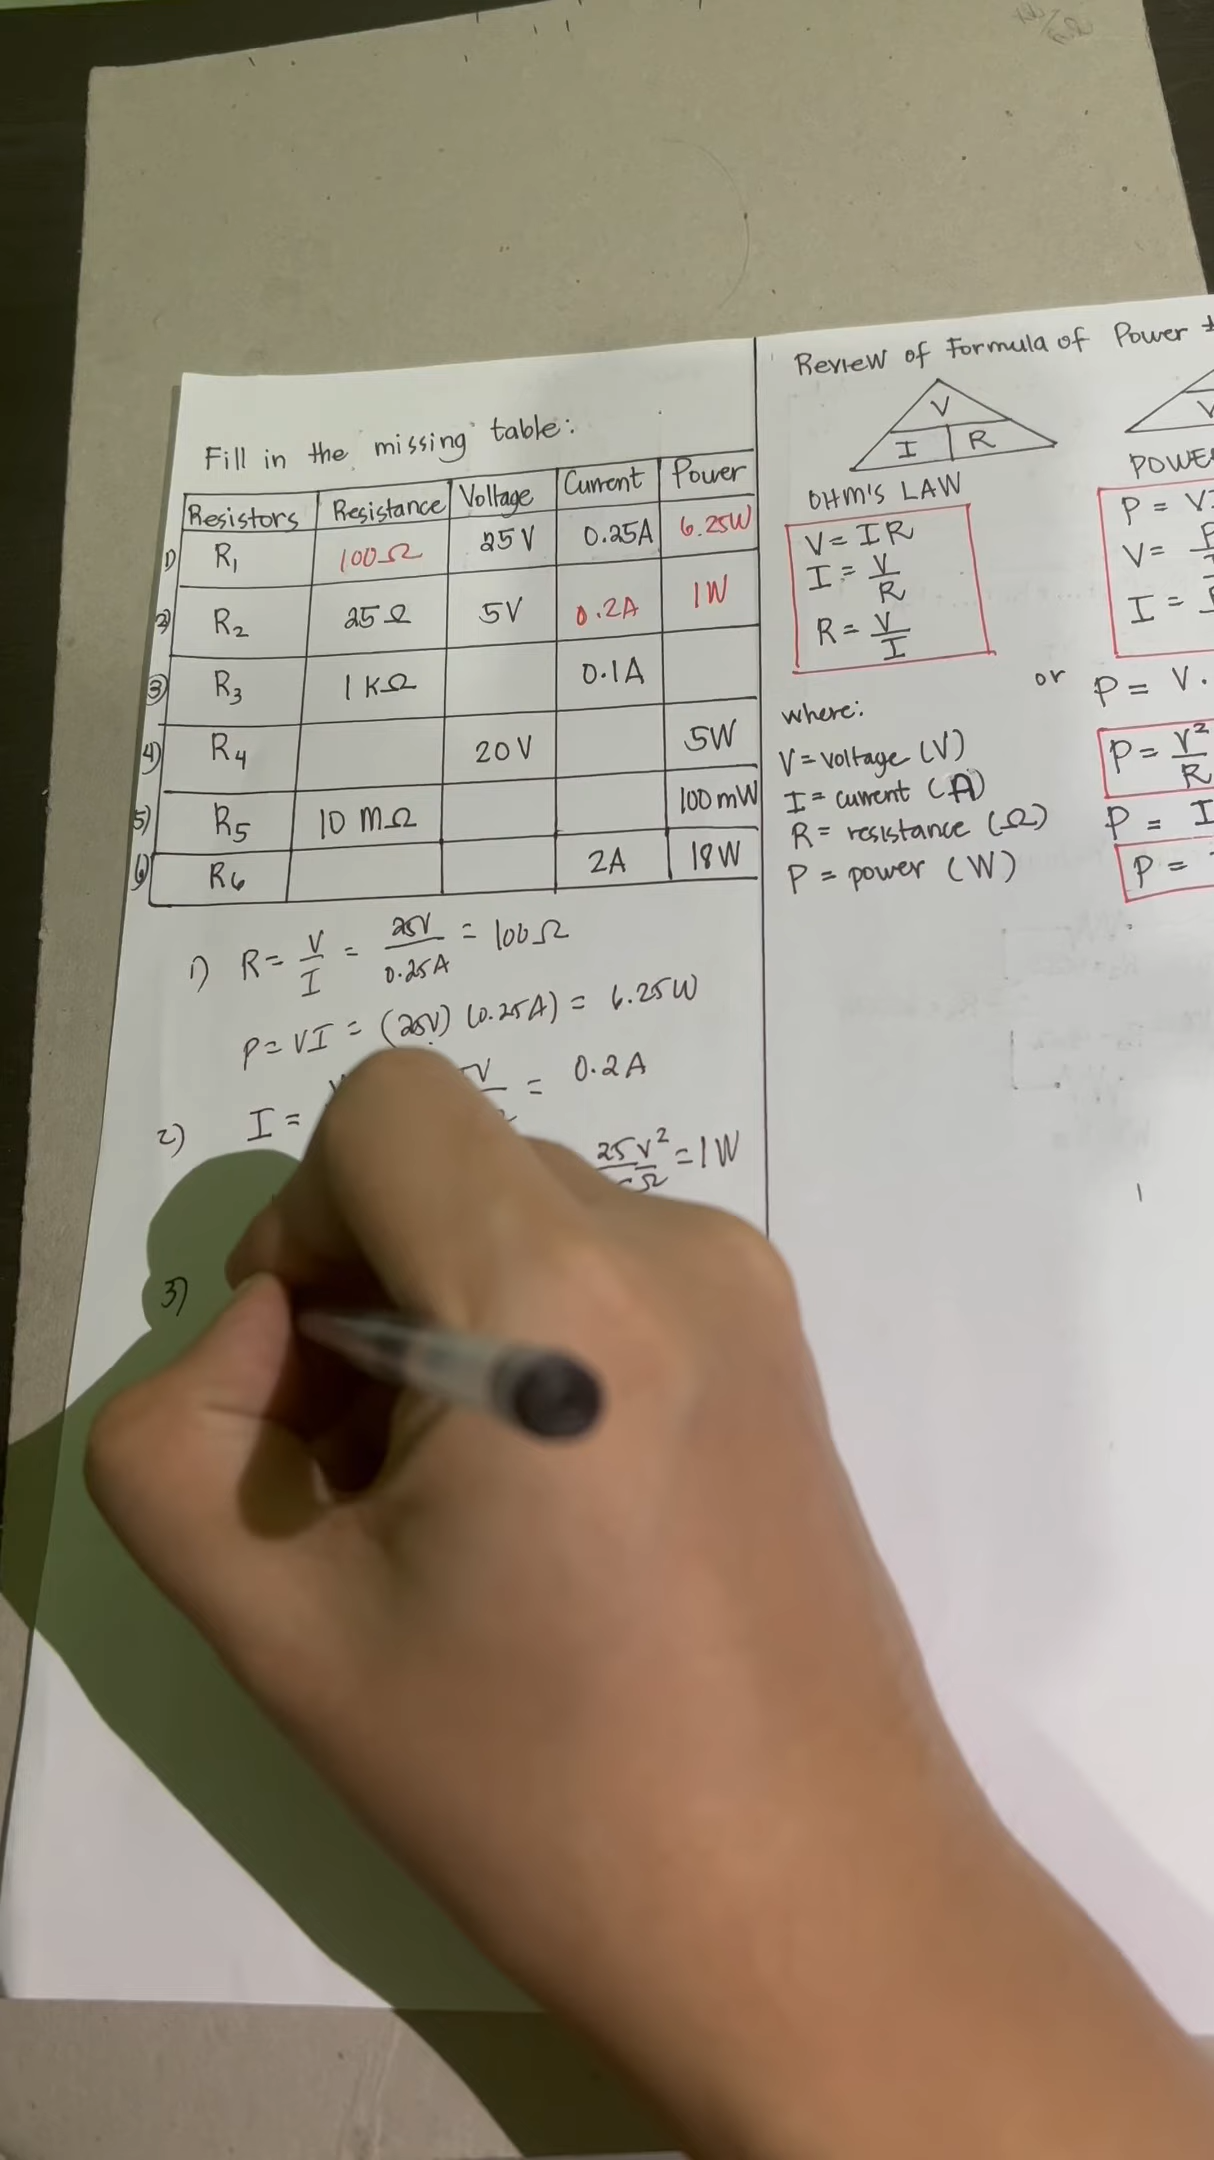 Fill in the missing table:
Resistors Resistance Voltage Current Power
1) R₁ 100Ω 25V 0.25A 6.25W
2) R₂ 25Ω 5V 0.2A 1W
3) R₃ 1KΩ 0.1A
4) R₄ 20V 5W
5) R₅ 10 MΩ 100mW
6) R₆ 2A 18W
1) R= V/I = 25V/0.25A = 100Ω
P= VI = (25V) (0.25A) = 6.25W
2) I = = 0.2A
25V²/ Ω = 1W
3)
Review of Formula of Power
V
I R
OHM'S LAW
V= IR
I = V/R
R= V/I
where:
V= voltage (V)
I= current (A)
R= resistance (Ω)
P = power (W)
P =
V=
I =
or P = V.
P= V²/R
P = I
P =